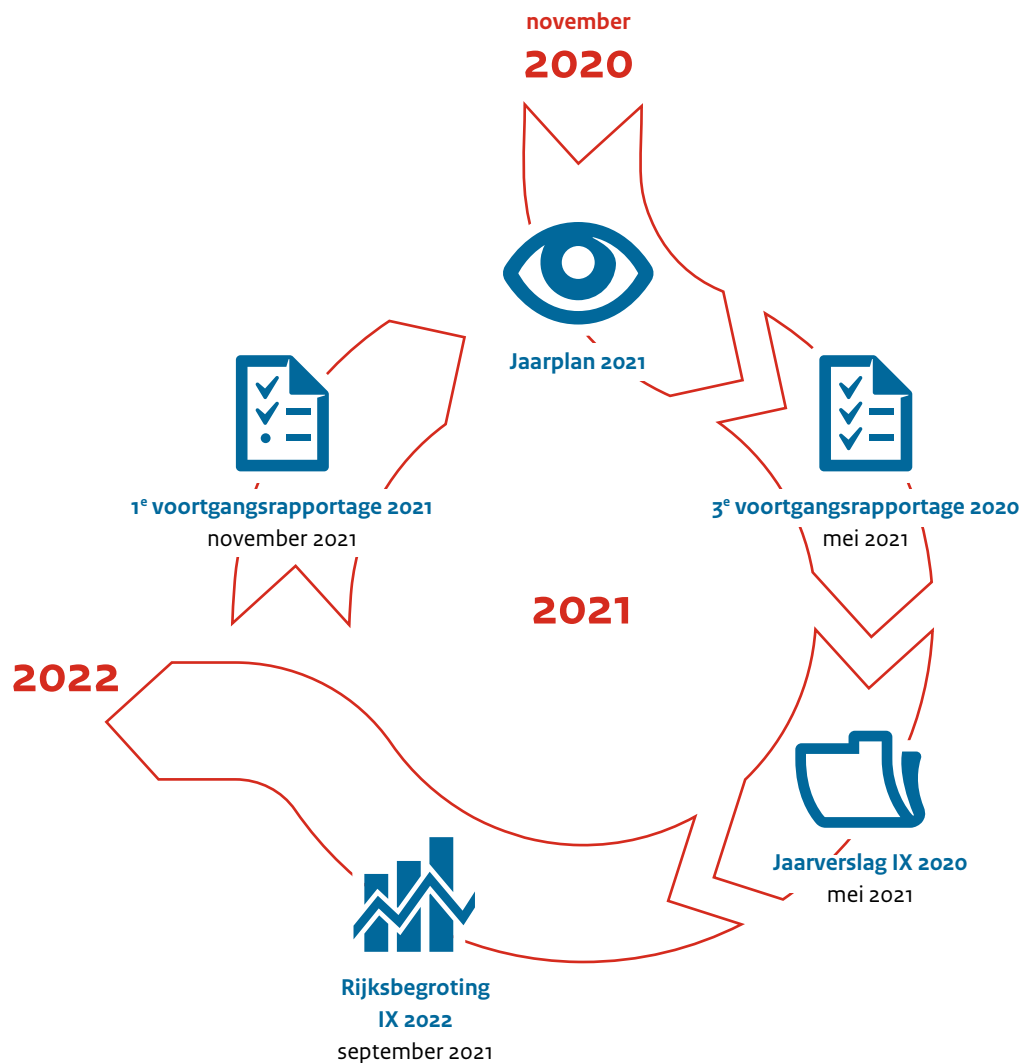 november
2020
Jaarplan 2021
1e voortgangsrapportage 2021
november 2021
3e voortgangsrapportage 2020
mei 2021
2021
2022
Jaarverslag IX 2020
mei 2021
Rijksbegroting
IX 2022
september 2021